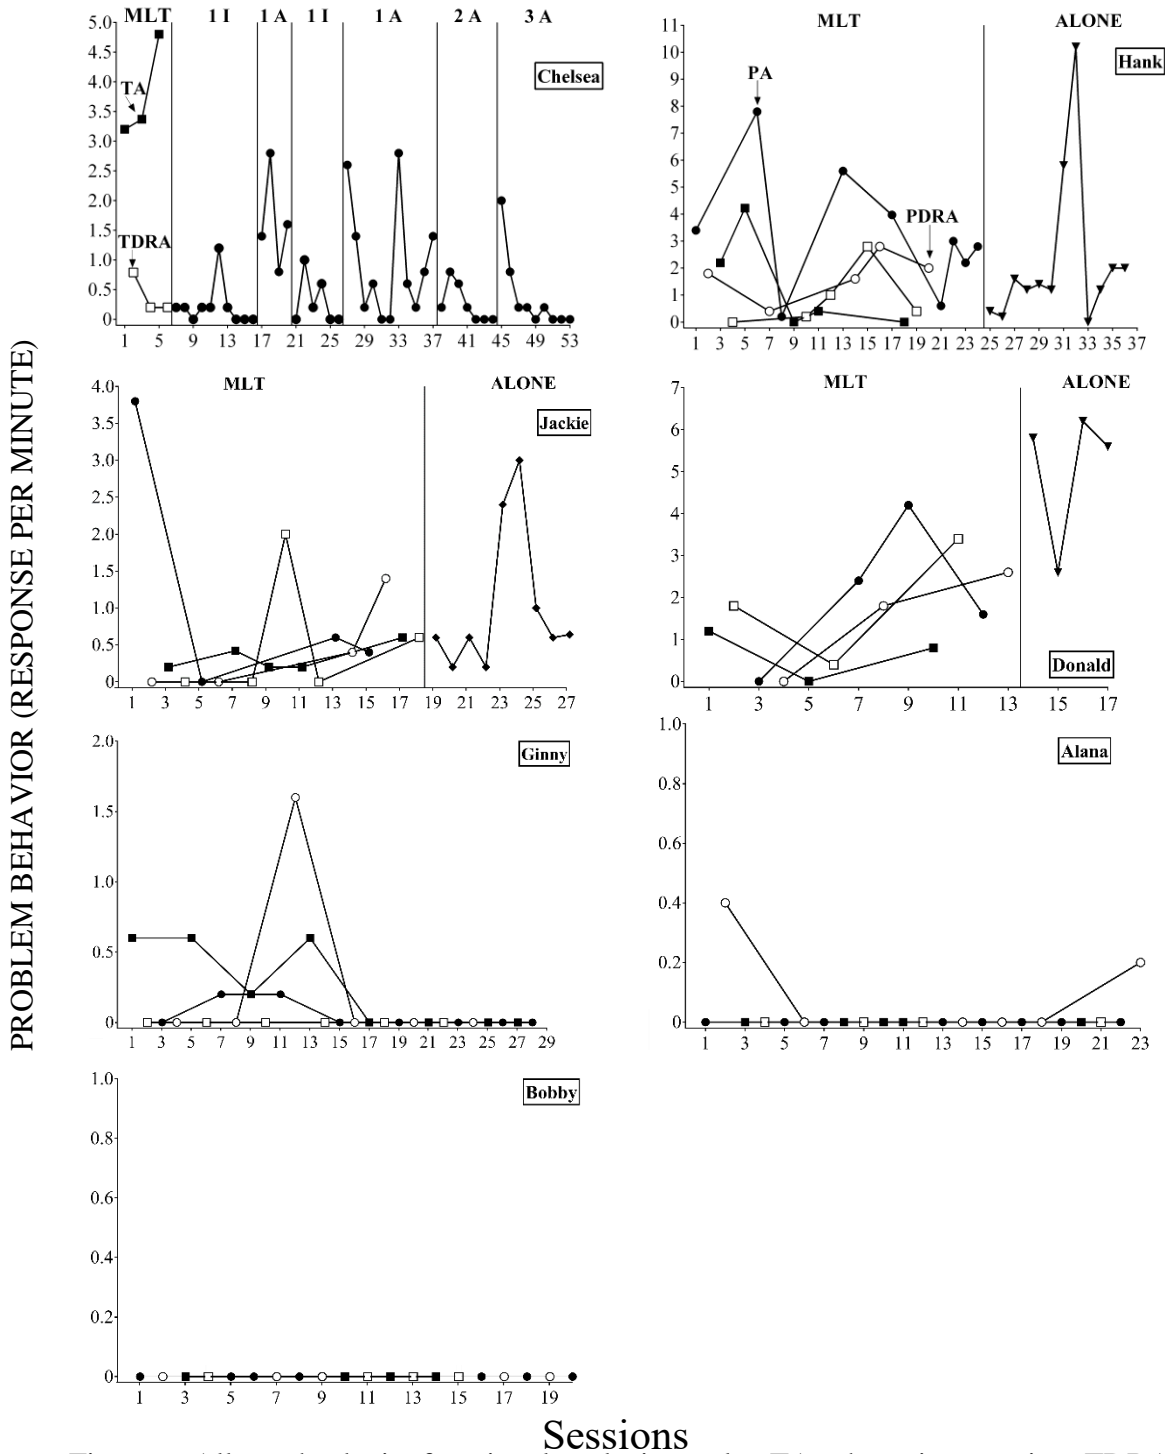 PROBLEM BEHAVIOR (RESPONSE PER MINUTE)
MLT 1 I 1 A 1 I 1 A 2 A 3 A
5.0
4.5
4.0
3.5
3.0
2.5
2.0
1.5
1.0
0.5
0
TA
TDRA
Chelsea
1 5 9 13 17 21 25 29 33 37 41 45 49 53
MLT ALONE
11
10
9
8
7
6
5
4
3
2
1
0
PA
PDRA
Hank
1 3 5 7 9 11 13 15 17 19 21 23 25 27 29 31 33 35 37
MLT ALONE
4.0
3.5
3.0
2.5
2.0
1.5
1.0
0.5
0
Jackie
1 3 5 7 9 11 13 15 17 19 21 23 25 27
MLT ALONE
7
6
5
4
3
2
1
0
Donald
1 3 5 7 9 11 13 15 17
2.0
1.5
1.0
0.5
0
Ginny
1 3 5 7 9 11 13 15 17 19 21 23 25 27 29
1.0
0.8
0.6
0.4
0.2
0
Alana
1 3 5 7 9 11 13 15 17 19 21 23
1.0
0.8
0.6
0.4
0.2
0
Bobby
1 3 5 7 9 11 13 15 17 19
Sessions